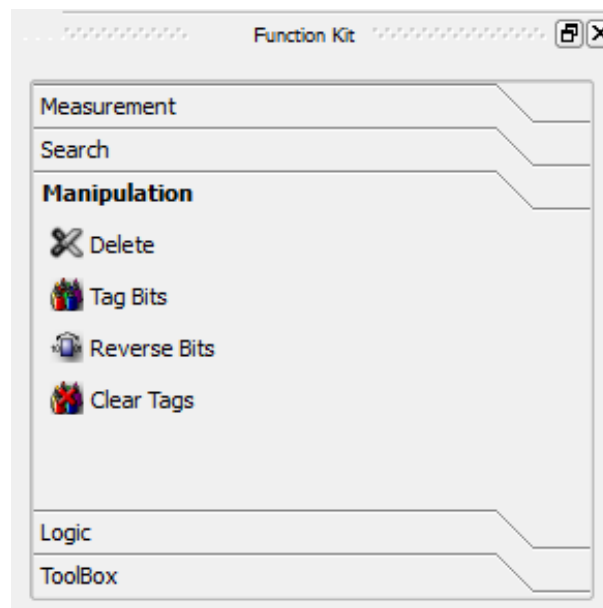 Function Kit
Measurement
Search
Manipulation
Delete
Tag Bits
Reverse Bits
Clear Tags
Logic
ToolBox